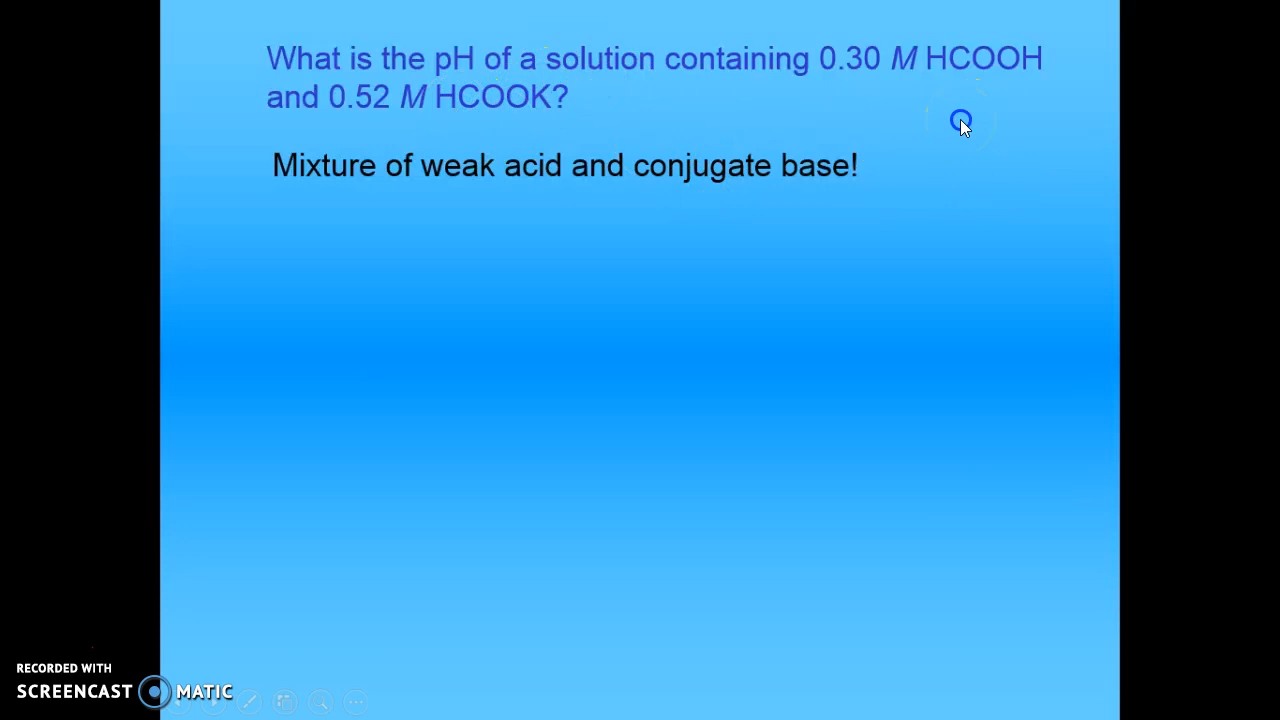 What is the pH of a solution containing 0.30 M HCOOH
and 0.52 M HCOOK?
Mixture of weak acid and conjugate base!
RECORDED WITH
SCREENCAST MATIC